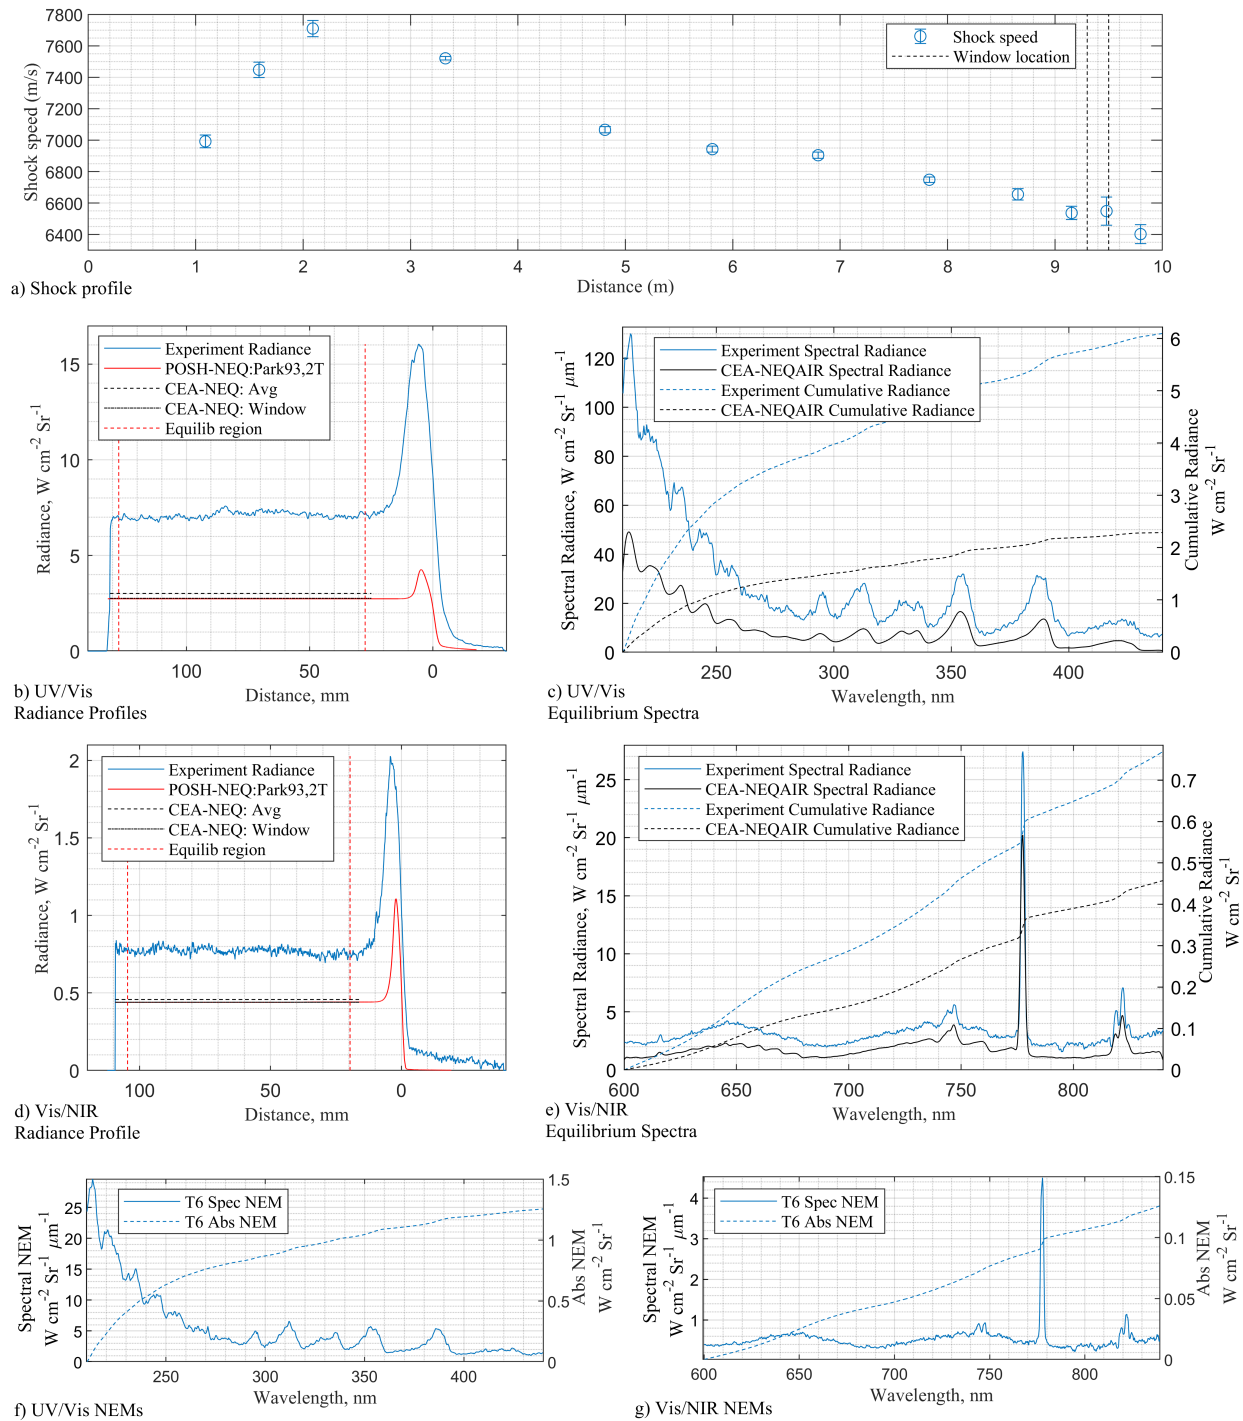 7800
7600
7400
7200
7000
6800
6600
6400
Shock speed (m/s)
Shock speed
Window location
0 1 2 3 4 5 6 7 8 9 10
Distance (m)
a) Shock profile
15
10
5
0
Radiance, W cm-2 Sr-1
Experiment Radiance
POSH-NEQ:Park93,2T
CEA-NEQ: Avg
CEA-NEQ: Window
Equilib region
100 50 0
Distance, mm
b) UV/Vis
Radiance Profiles
120
100
80
60
40
20
0
Spectral Radiance, W cm-2 Sr-1 μm-1
Experiment Spectral Radiance
CEA-NEQAIR Spectral Radiance
Experiment Cumulative Radiance
CEA-NEQAIR Cumulative Radiance
6
5
4
3
2
1
0
Cumulative Radiance
W cm-2 Sr-1
250 300 350 400
Wavelength, nm
c) UV/Vis
Equilibrium Spectra
2
1.5
1
0.5
0
Radiance, W cm-2 Sr-1
Experiment Radiance
POSH-NEQ:Park93,2T
CEA-NEQ: Avg
CEA-NEQ: Window
Equilib region
100 50 0
Distance, mm
d) Vis/NIR
Radiance Profile
25
20
15
10
5
0
Spectral Radiance, W cm-2 Sr-1 μm-1
Experiment Spectral Radiance
CEA-NEQAIR Spectral Radiance
Experiment Cumulative Radiance
CEA-NEQAIR Cumulative Radiance
0.7
0.6
0.5
0.4
0.3
0.2
0.1
0
Cumulative Radiance
W cm-2 Sr-1
600 650 700 750 800
Wavelength, nm
e) Vis/NIR
Equilibrium Spectra
25
20
15
10
5
0
Spectral NEM
W cm-2 Sr-1 μm-1
T6 Spec NEM
T6 Abs NEM
1.5
1
0.5
0
Abs NEM
W cm-2 Sr-1
250 300 350 400
Wavelength, nm
f) UV/Vis NEMs
4
3
2
1
Spectral NEM
W cm-2 Sr-1 μm-1
T6 Spec NEM
T6 Abs NEM
0.15
0.10
0.05
0
Abs NEM
W cm-2 Sr-1
600 650 700 750 800
Wavelength, nm
g) Vis/NIR NEMs